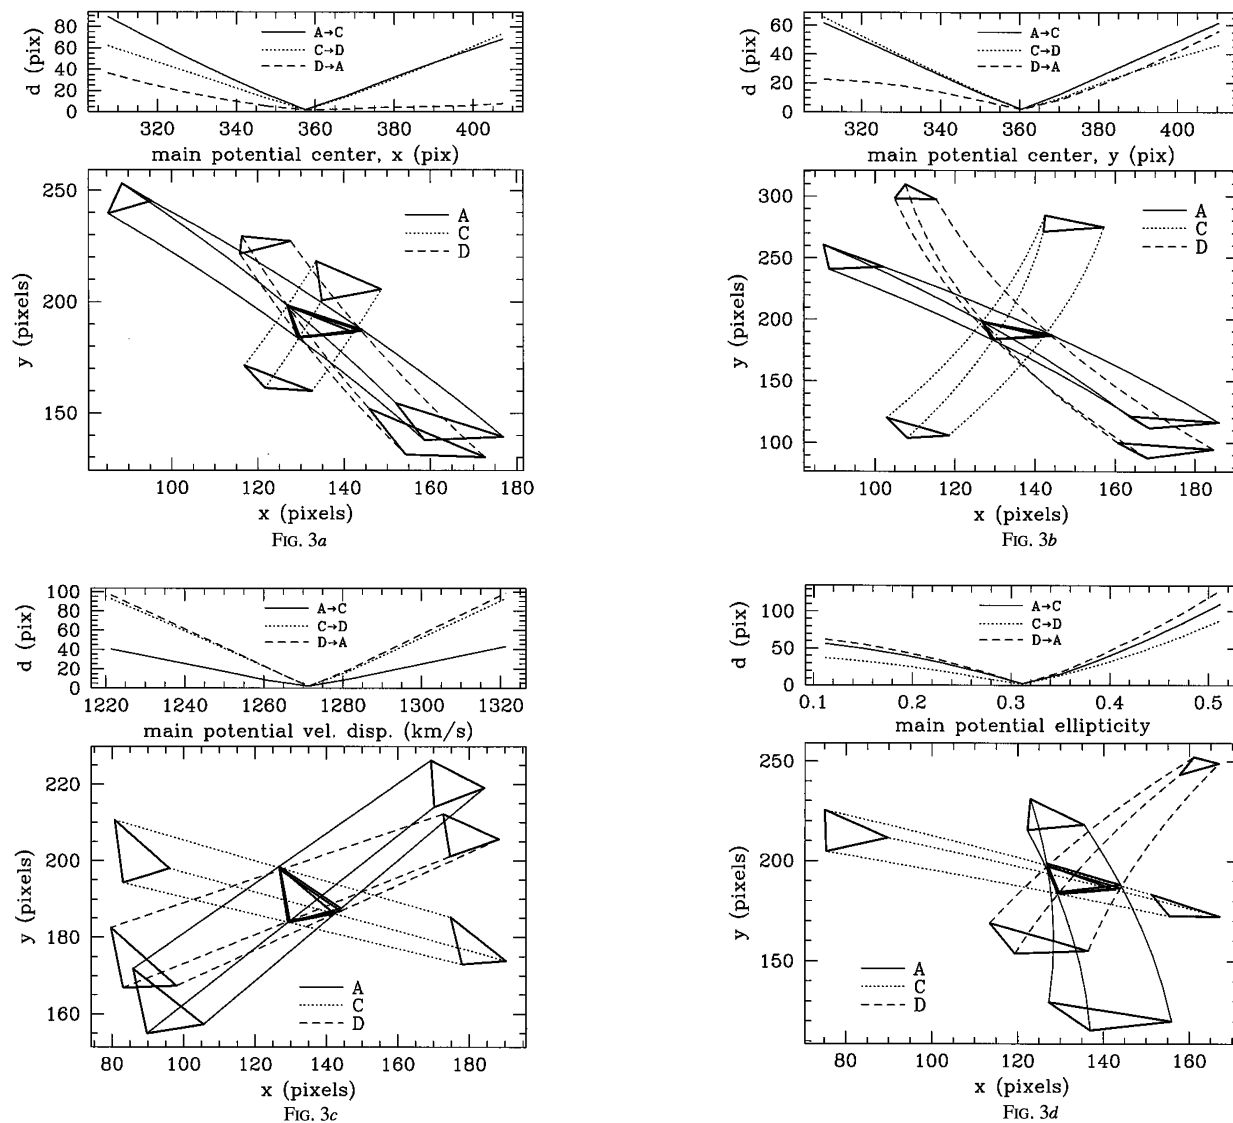 d (pix)
80
60
40
20
0
A→C
C→D
D→A
320 340 360 380 400
main potential center, x (pix)
y (pixels)
250
200
150
A
C
D
100 120 140 160 180
x (pixels)
FIG. 3a
d (pix)
60
40
20
0
A→C
C→D
D→A
320 340 360 380 400
main potential center, y (pix)
y (pixels)
300
250
200
150
100
A
C
D
100 120 140 160 180
x (pixels)
FIG. 3b
d (pix)
100
80
60
40
20
0
A→C
C→D
D→A
1220 1240 1260 1280 1300 1320
main potential vel. disp. (km/s)
y (pixels)
220
200
180
160
A
C
D
80 100 120 140 160 180
x (pixels)
FIG. 3c
d (pix)
100
50
0
A→C
C→D
D→A
0.1 0.2 0.3 0.4 0.5
main potential ellipticity
y (pixels)
250
200
150
A
C
D
80 100 120 140 160
x (pixels)
FIG. 3d